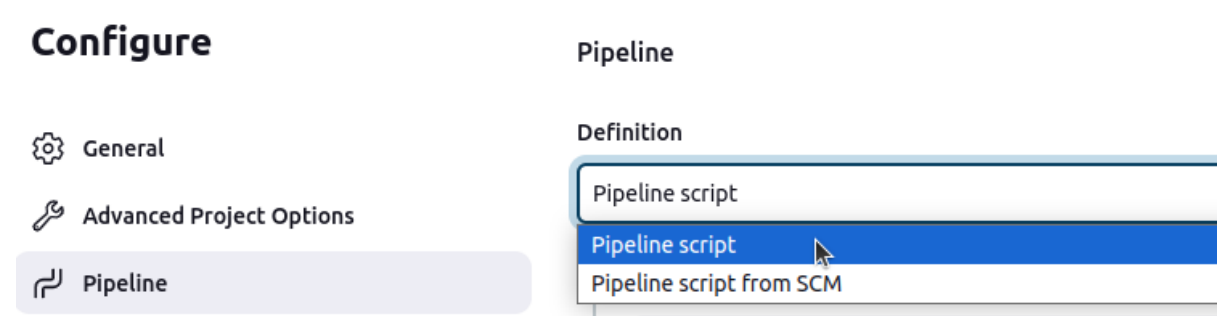 Configure
General
Advanced Project Options
Pipeline
Pipeline
Definition
Pipeline script
Pipeline script
Pipeline script from SCM